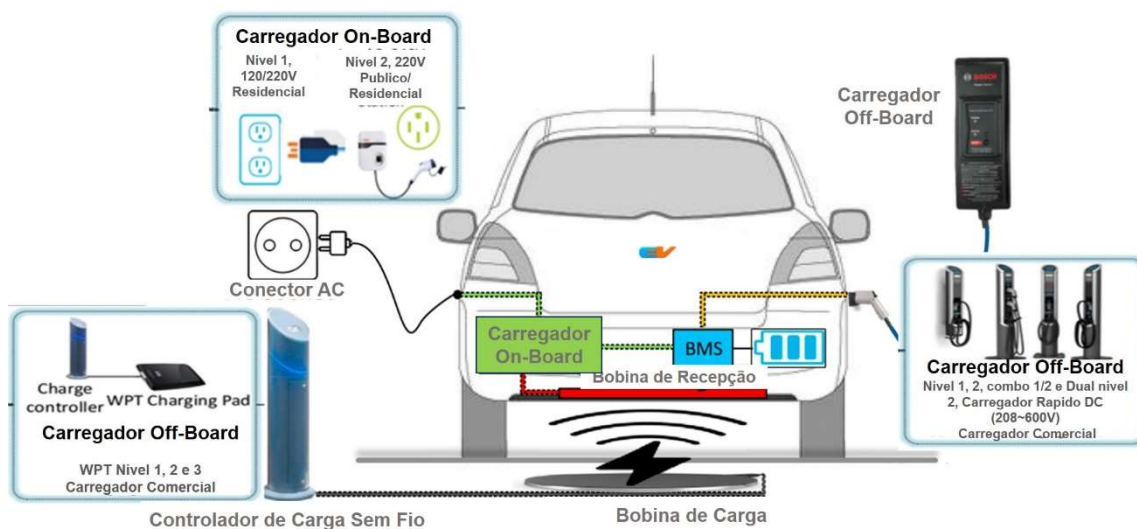 Carregador On-Board
Nivel 1,
120/220V
Residencial
Nivel 2, 220V
Publico/
Residencial
Conector AC
Carregador
Off-Board
BOSCH
EV
Carregador
On-Board
BMS
Bobina de Recepção
Carregador Off-Board
Nivel 1, 2, combo 1/2 e Dual nivel
2, Carregador Rapido DC
(208~600V)
Carregador Comercial
Charge
controller
WPT Charging Pad
Carregador Off-Board
WPT Nivel 1, 2 e 3
Carregador Comercial
Controlador de Carga Sem Fio
Bobina de Carga